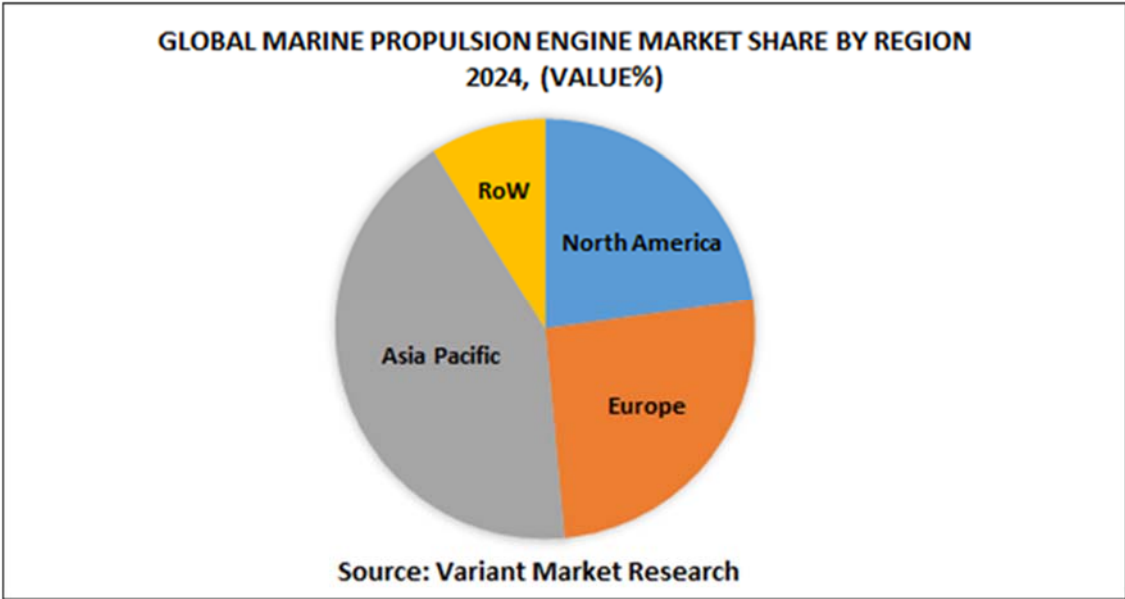 GLOBAL MARINE PROPULSION ENGINE MARKET SHARE BY REGION
2024, (VALUE%)
RoW
North America
Asia Pacific
Europe
Source: Variant Market Research